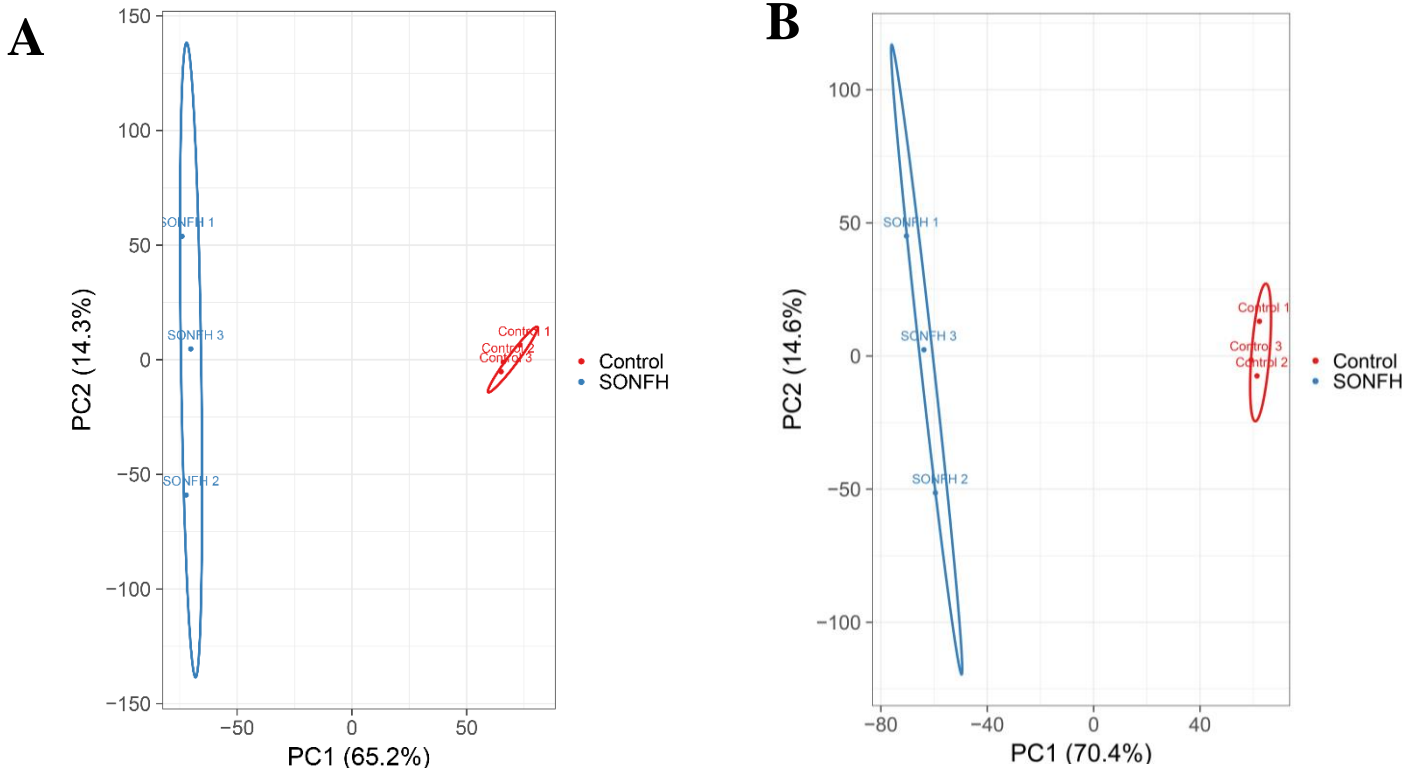 A
150
100
50
0
−50
−100
−150
−50
0
50
PC2 (14.3%)
PC1 (65.2%)
SONFH 1
SONFH 3
SONFH 2
Control 1
Control 2
Control 3
Control
SONFH
B
100
50
0
−50
−100
−80
−40
0
40
PC2 (14.6%)
PC1 (70.4%)
SONFH 1
SONFH 3
SONFH 2
Control 1
Control 3
Control 2
Control
SONFH